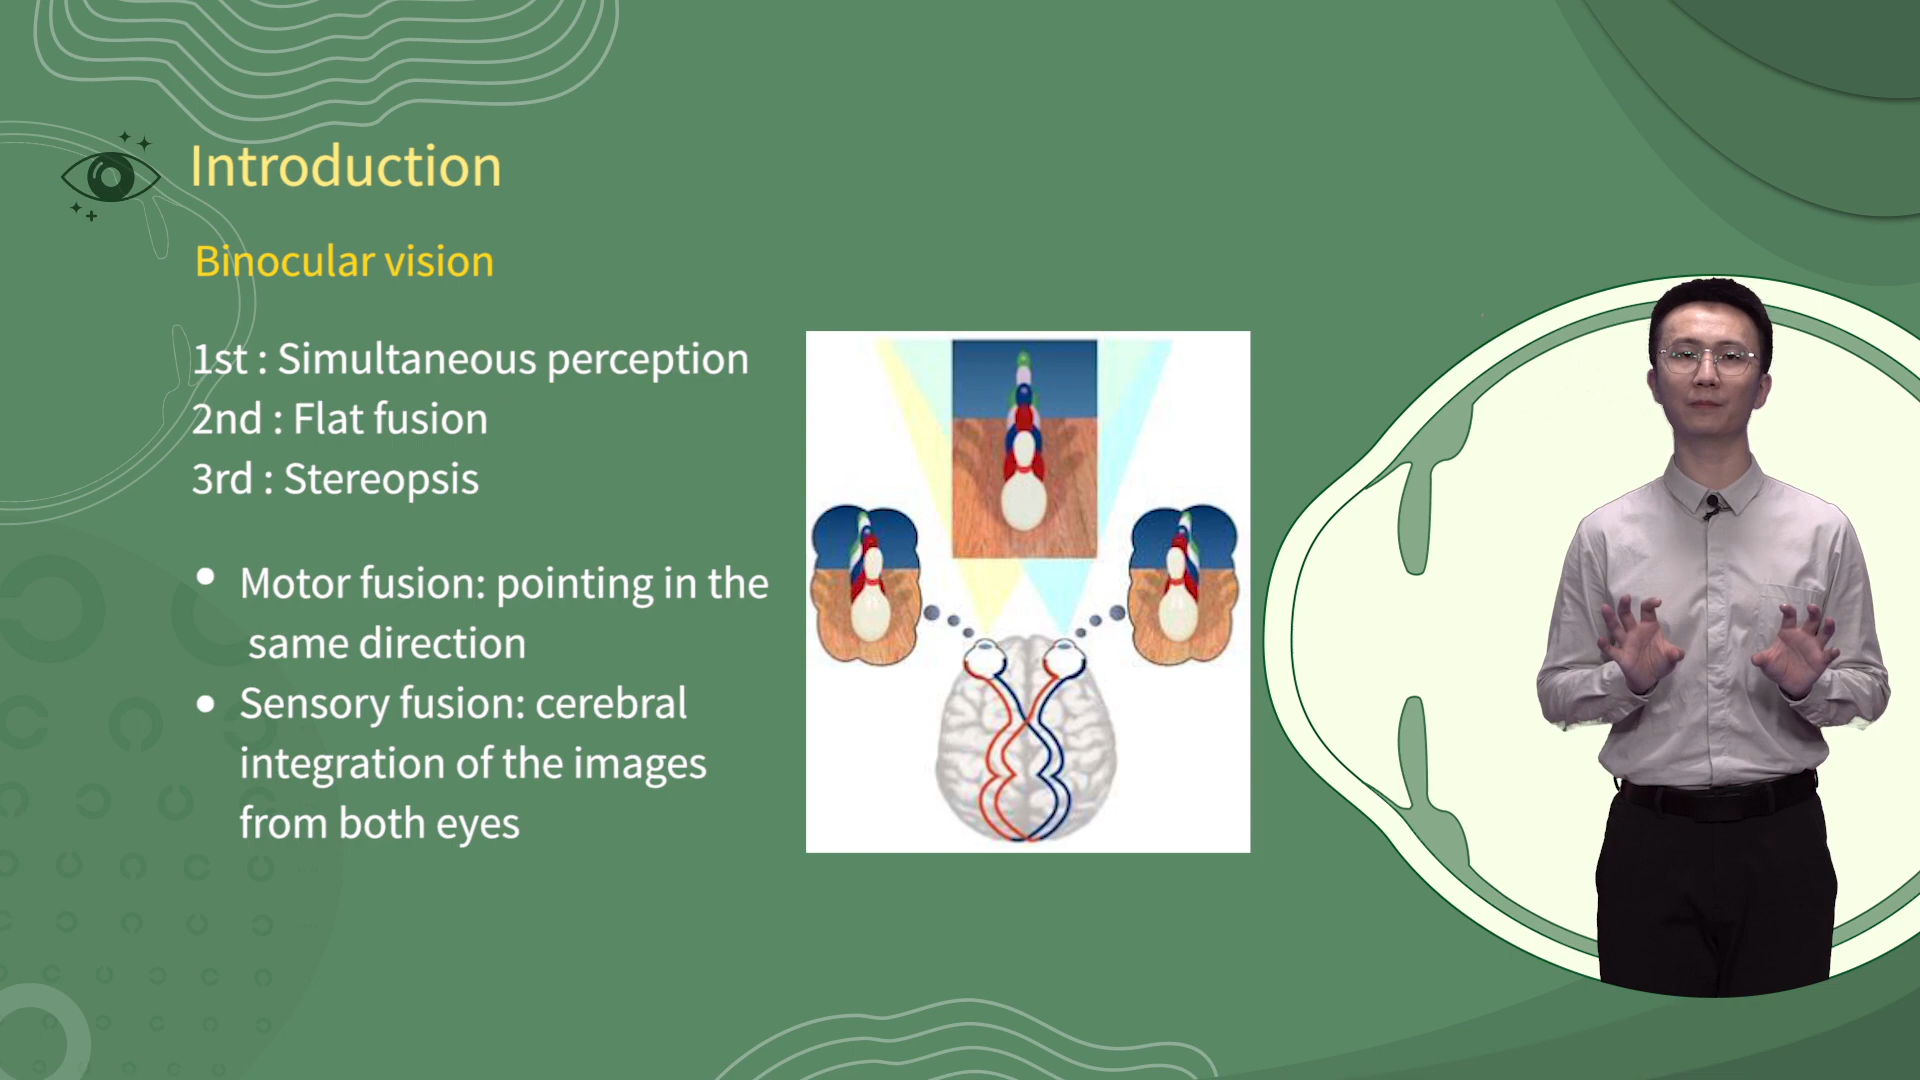 Introduction
Binocular vision
1st : Simultaneous perception
2nd : Flat fusion
3rd : Stereopsis
• Motor fusion: pointing in the
same direction
• Sensory fusion: cerebral
integration of the images
from both eyes